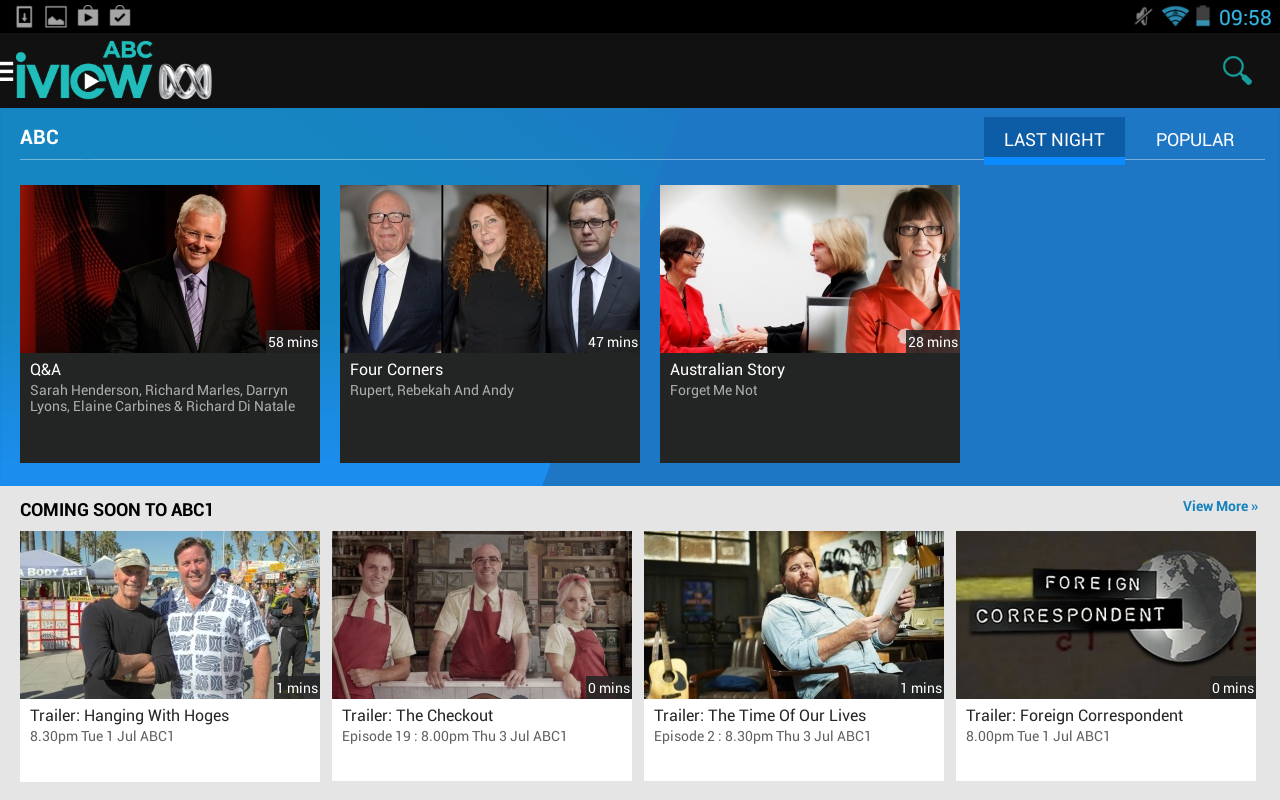 09:58
ABC
iview
ABC
LAST NIGHT
POPULAR
58 mins
47 mins
28 mins
Q&A
Sarah Henderson, Richard Marles, Darryn
Lyons, Elaine Carbines & Richard Di Natale
Four Corners
Rupert, Rebekah And Andy
Australian Story
Forget Me Not
COMING SOON TO ABC1
View More »
BODY ART
FOREIGN
CORRESPONDENT
1 mins
0 mins
1 mins
0 mins
Trailer: Hanging With Hoges
8.30pm Tue 1 Jul ABC1
Trailer: The Checkout
Episode 19 : 8.00pm Thu 3 Jul ABC1
Trailer: The Time Of Our Lives
Episode 2 : 8.30pm Thu 3 Jul ABC1
Trailer: Foreign Correspondent
8.00pm Tue 1 Jul ABC1